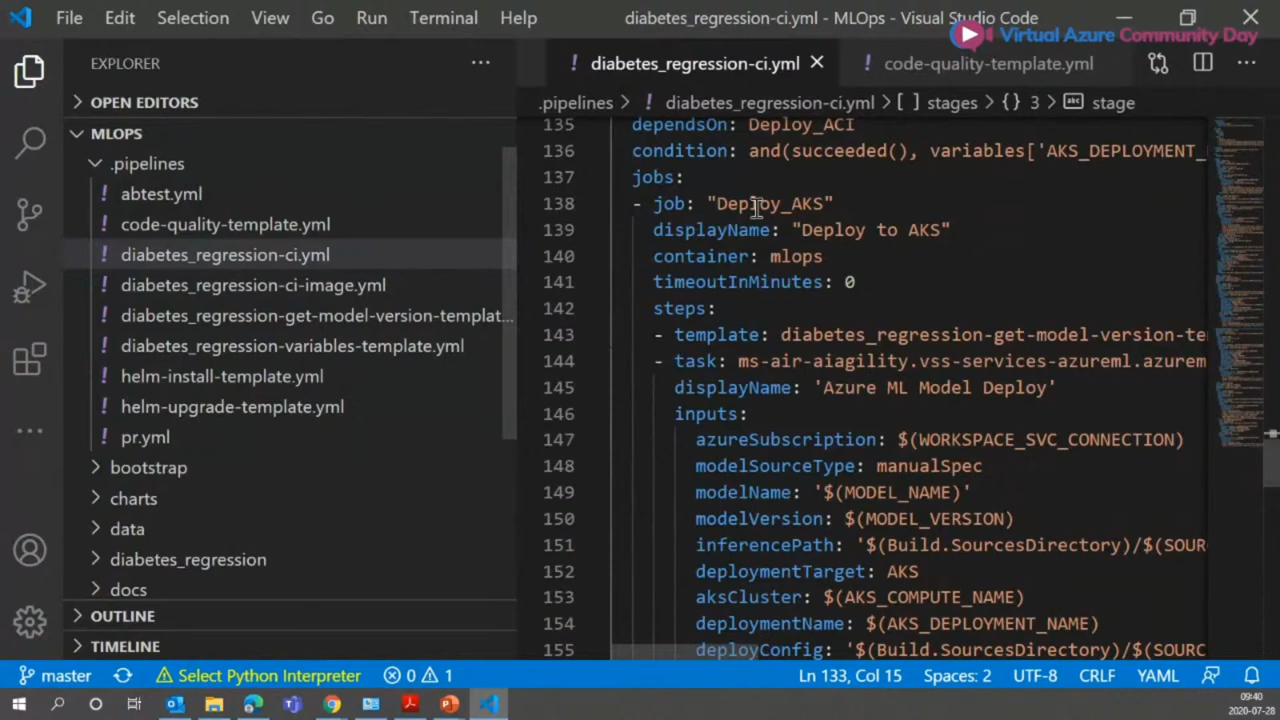 File Edit Selection View Go Run Terminal Help
diabetes_regression-ci.yml - MLOps - Visual Studio Code
Virtual Azure Community Day
EXPLORER
OPEN EDITORS
MLOPS
.pipelines
abtest.yml
code-quality-template.yml
diabetes_regression-ci.yml
diabetes_regression-ci-image.yml
diabetes_regression-get-model-version-templat...
diabetes_regression-variables-template.yml
helm-install-template.yml
helm-upgrade-template.yml
pr.yml
bootstrap
charts
data
diabetes_regression
docs
OUTLINE
TIMELINE
diabetes_regression-ci.yml
code-quality-template.yml
.pipelines > diabetes_regression-ci.yml > [ ] stages > {} 3 > abc stage
135 dependsOn: Deploy_ACI
136 condition: and(succeeded(), variables['AKS_DEPLOYMENT_
137 jobs:
138 - job: "Deploy_AKS"
139 displayName: "Deploy to AKS"
140 container: mlops
141 timeoutInMinutes: 0
142 steps:
143 - template: diabetes_regression-get-model-version-te
144 - task: ms-air-aiagility.vss-services-azureml.azurem
145 displayName: 'Azure ML Model Deploy'
146 inputs:
147 azureSubscription: $(WORKSPACE_SVC_CONNECTION)
148 modelSourceType: manualSpec
149 modelName: '$(MODEL_NAME)'
150 modelVersion: $(MODEL_VERSION)
151 inferencePath: '$(Build.SourcesDirectory)/$(SOUR
152 deploymentTarget: AKS
153 aksCluster: $(AKS_COMPUTE_NAME)
154 deploymentName: $(AKS_DEPLOYMENT_NAME)
155 deployConfig: '$(Build.SourcesDirectory)/$(SOURC
master Select Python Interpreter 0 1
Ln 133, Col 15 Spaces: 2 UTF-8 CRLF YAML
09:40
2020-07-28